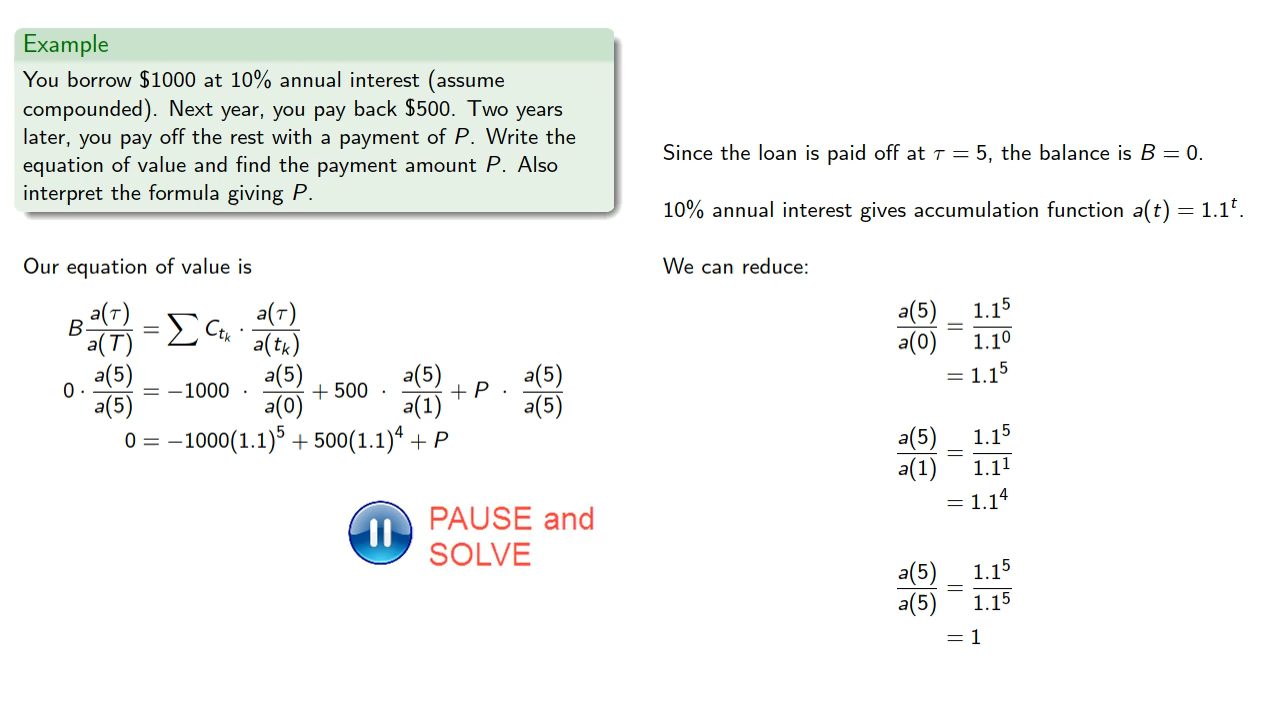 Example
You borrow $1000 at 10% annual interest (assume
compounded). Next year, you pay back $500. Two years
later, you pay off the rest with a payment of P. Write the
equation of value and find the payment amount P. Also
interpret the formula giving P.
Our equation of value is
B a(τ)/a(T) = ∑ C_{t_k} · a(τ)/a(t_k)
0 · a(5)/a(5) = −1000 · a(5)/a(0) + 500 · a(5)/a(1) + P · a(5)/a(5)
0 = −1000(1.1)^5 + 500(1.1)^4 + P
PAUSE and
SOLVE
Since the loan is paid off at τ = 5, the balance is B = 0.
10% annual interest gives accumulation function a(t) = 1.1^t.
We can reduce:
a(5)/a(0) = 1.1^5/1.1^0
= 1.1^5
a(5)/a(1) = 1.1^5/1.1^1
= 1.1^4
a(5)/a(5) = 1.1^5/1.1^5
= 1